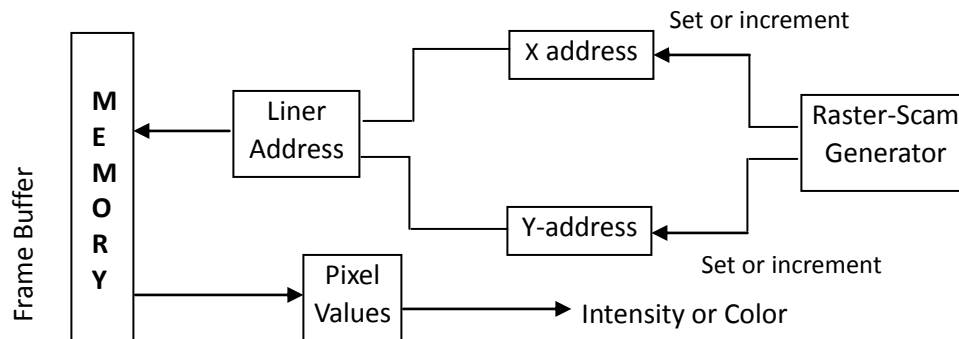 Set or increment
X address
MEMORY
Liner
Address
Raster-Scam
Generator
Frame Buffer
Y-address
Set or increment
Pixel
Values
Intensity or Color